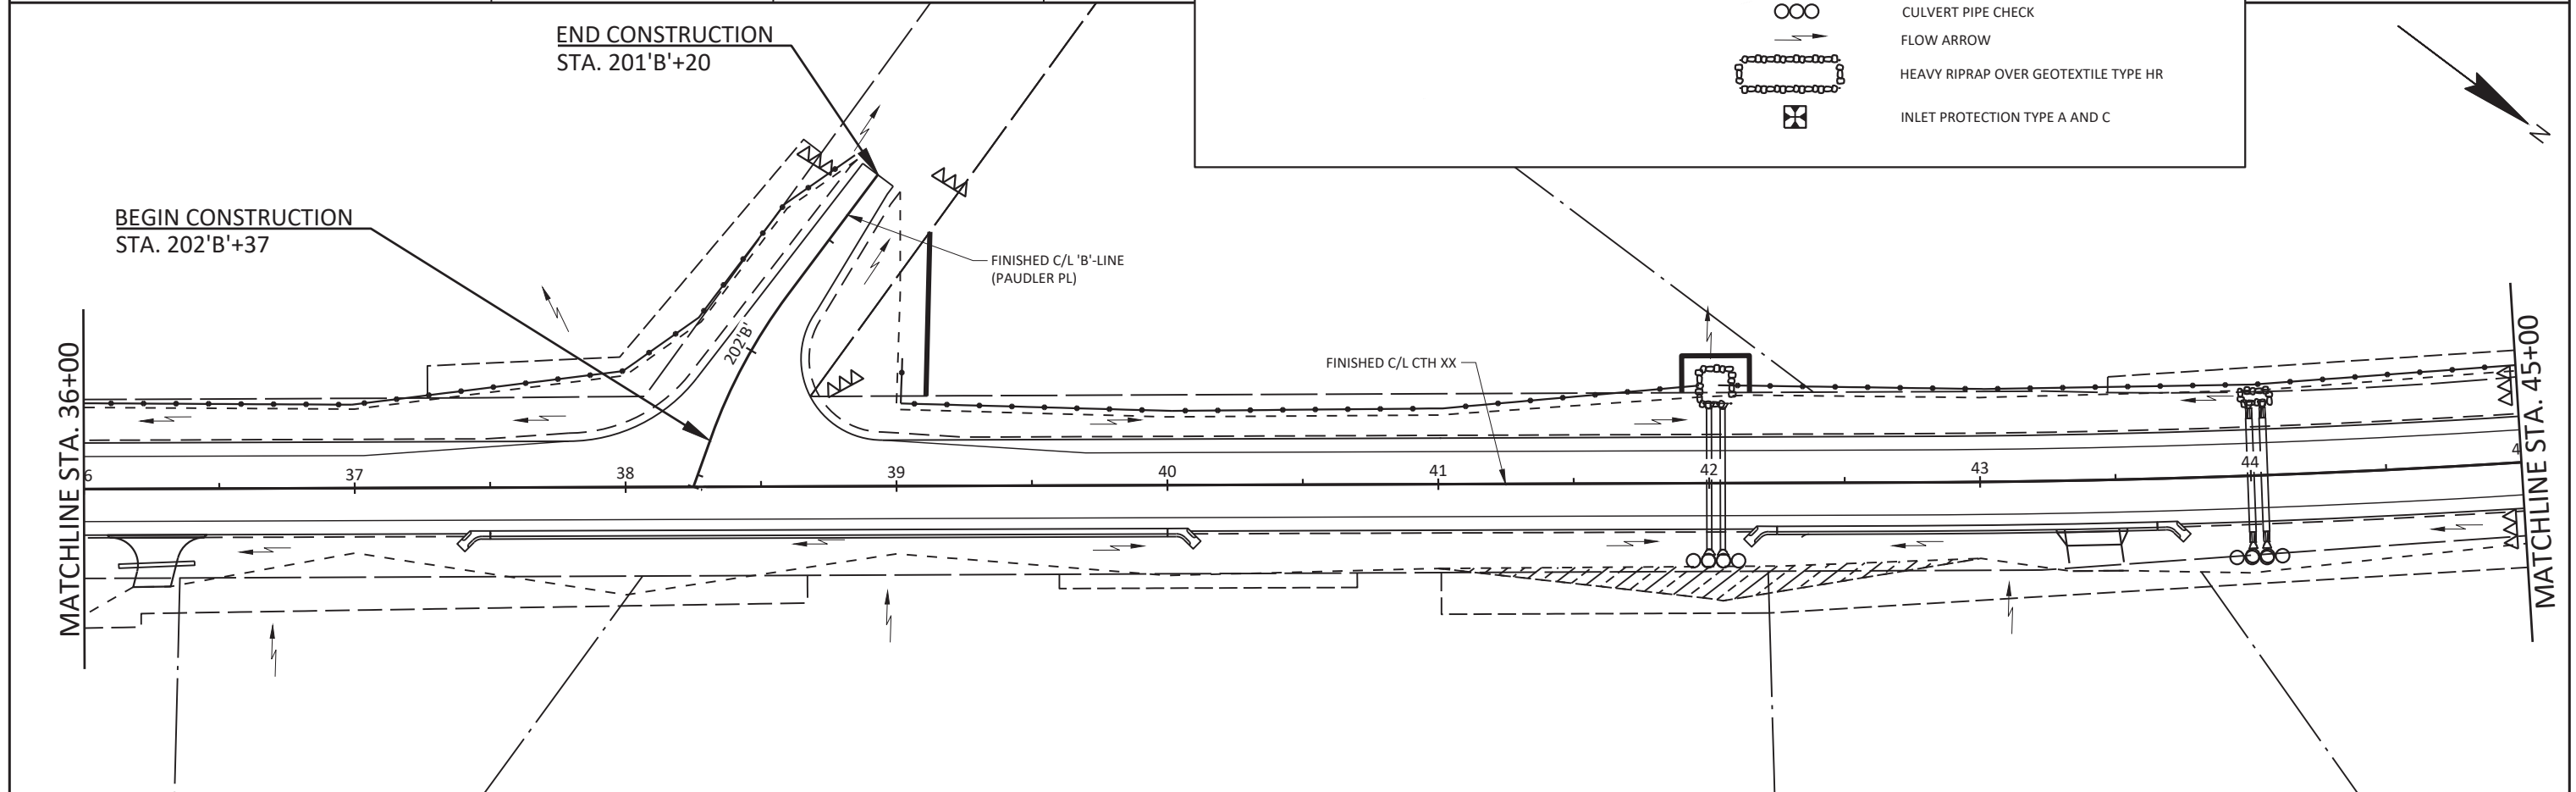 CULVERT PIPE CHECK
FLOW ARROW
HEAVY RIPRAP OVER GEOTEXTILE TYPE HR
INLET PROTECTION TYPE A AND C
N
END CONSTRUCTION
STA. 201'B'+20
BEGIN CONSTRUCTION
STA. 202'B'+37
FINISHED C/L 'B'-LINE
(PAUDLER PL)
202'B'
FINISHED C/L CTH XX
MATCHLINE STA. 36+00
6
37
38
39
40
41
42
43
44
4
MATCHLINE STA. 45+00